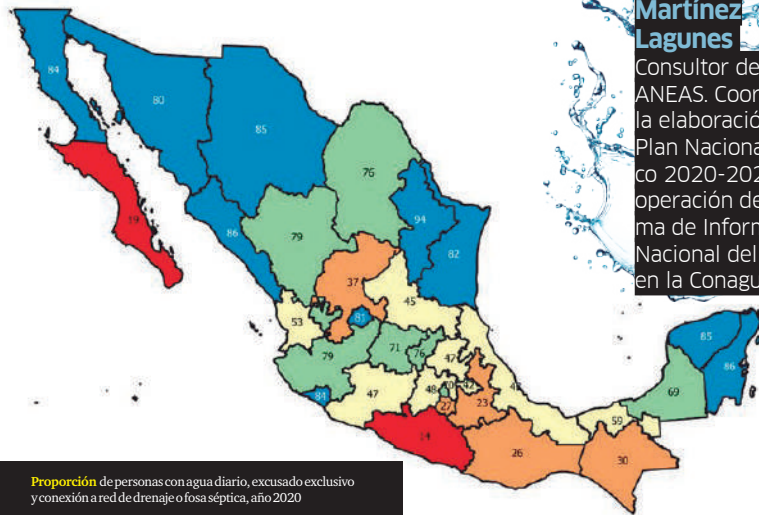 Martínez
Lagunes
Consultor de
ANEAS. Coor
la elaboració
Plan Naciona
co 2020-202
operación de
ma de Inforn
Nacional del
en la Conagu
84
80
85
76
94
82
86
79
19
37
45
81
53
79
71
76
47
47
48
42
84
27
23
14
26
30
59
69
85
86
Proporción de personas con agua diario, excusado exclusivo
y conexión a red de drenaje o fosa séptica, año 2020